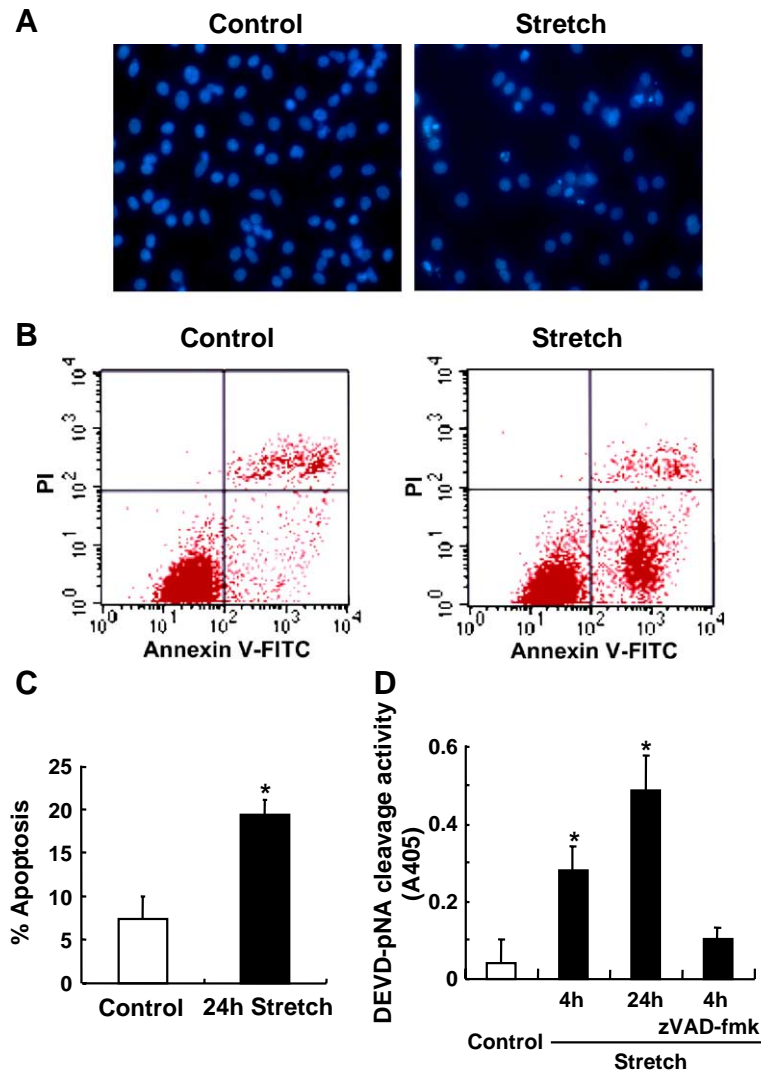 A
Control
Stretch
B
Control
Stretch
PI
10^4
10^3
10^2
10^1
10^0
10^0 10^1 10^2 10^3 10^4
Annexin V-FITC
PI
10^4
10^3
10^2
10^1
10^0
10^0 10^1 10^2 10^3 10^4
Annexin V-FITC
C
% Apoptosis
25
20
15
10
5
0
*
Control 24h Stretch
D
DEVD-pNA cleavage activity
(A405)
0.6
0.4
0.2
0
*
*
4h 24h 4h
zVAD-fmk
Control
Stretch